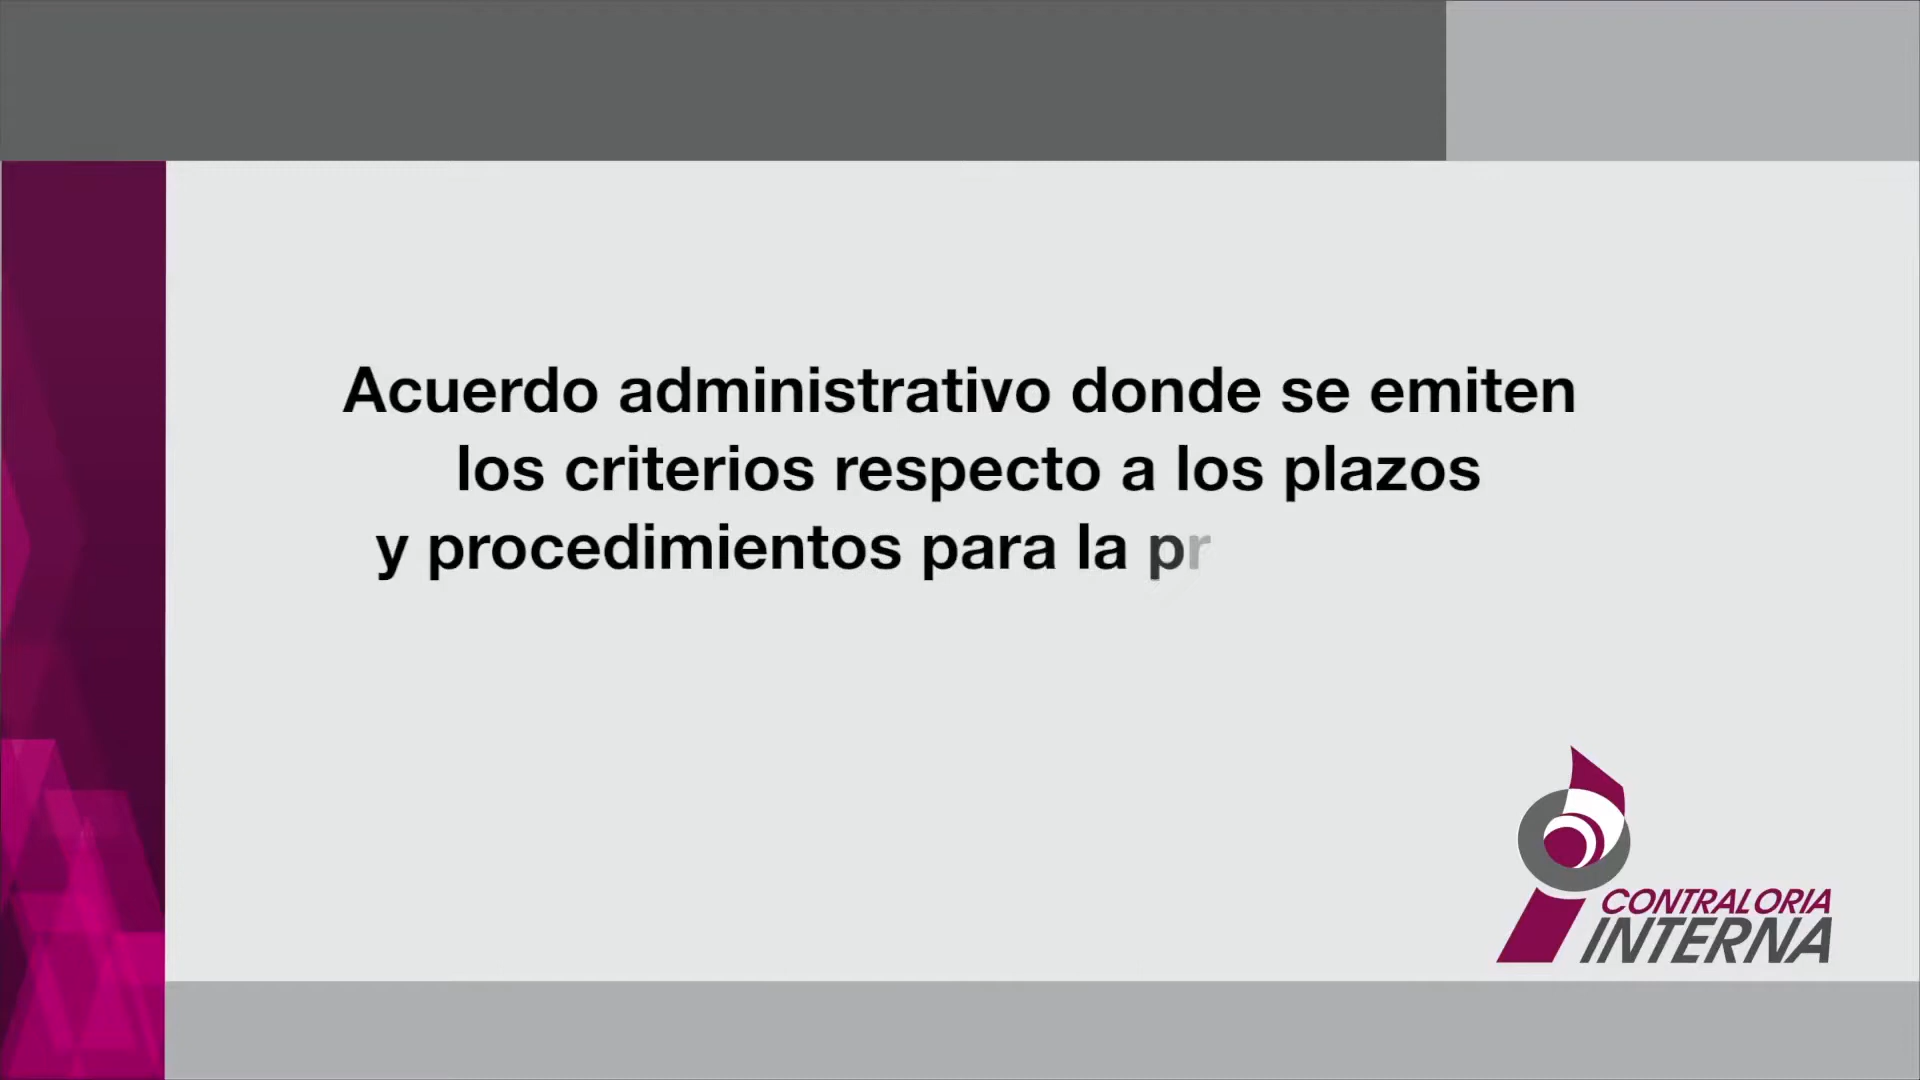 Acuerdo administrativo donde se emiten
los criterios respecto a los plazos
y procedimientos para la pr
CONTRALORIA
INTERNA